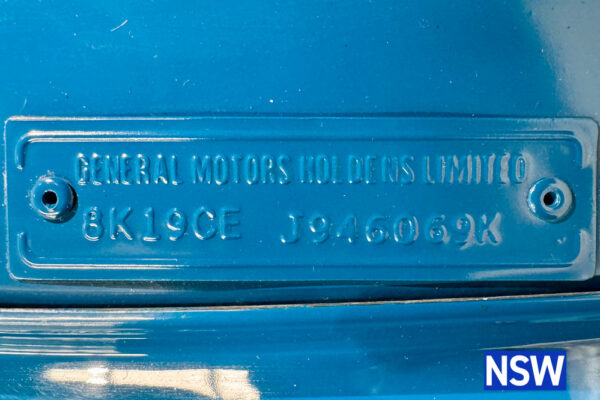 GENERAL MOTORS HOLDENS LIMITED
8K19CE J946069K
NSW